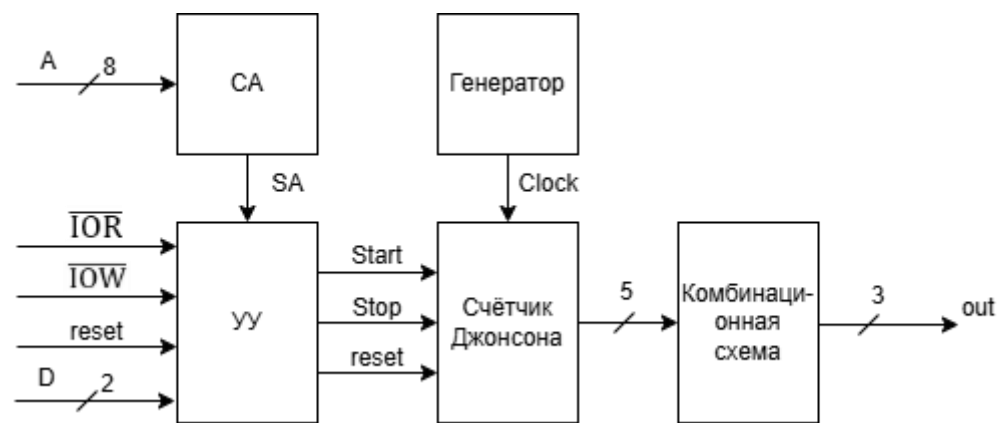 A
8
СА
Генератор
SA
Clock
IOR
IOW
reset
D
2
УУ
Start
Stop
reset
Счётчик
Джонсона
5
Комбинаци-
онная
схема
3
out